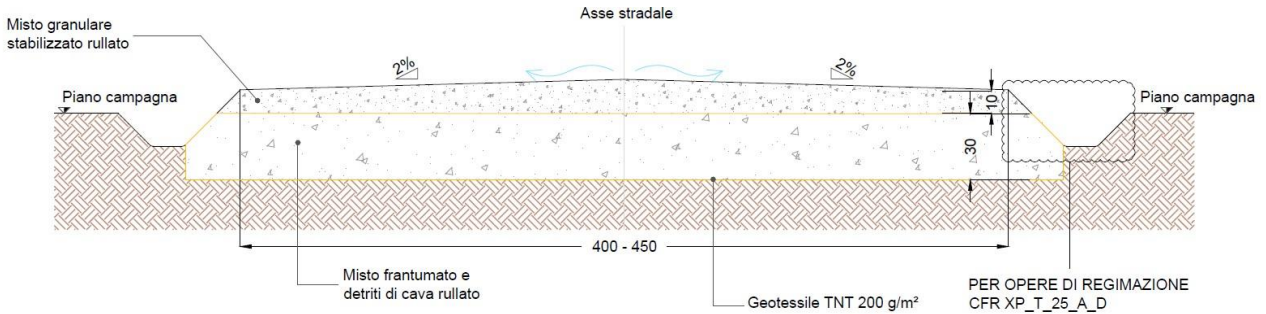 Asse stradale
Misto granulare
stabilizzato rullato
2%
2%
Piano campagna
10
Piano campagna
30
400 - 450
Misto frantumato e
detriti di cava rullato
Geotessile TNT 200 g/m²
PER OPERE DI REGIMAZIONE
CFR XP_T_25_A_D